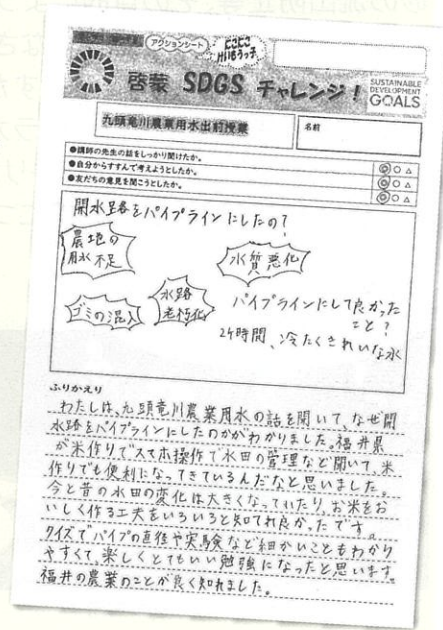 アクションシート
啓蒙 SDGs チャレンジ!
SUSTAINABLE
DEVELOPMENT
GOALS
九頭竜川農業用水出前授業
名前
●講師の先生の話をしっかり聞けたか。
◎○△
●自分からすすんで考えようとしたか。
◎○△
●友だちの意見を聞こうとしたか。
◎○△
開水路をパイプラインにしたの?
農地の
用水不足
水質悪化
ゴミの混入
水路
老朽化
パイプラインにして良かった
こと?
24時間、冷たくきれいな水
ふりかえり
わたしは、九頭竜川農業用水の話を聞いて、なぜ開
水路をパイプラインにしたのかがわかりました。福井県
が米作りでスマホ操作で水田の管理など聞いて、米
作りでも便利になってきているんだなと思いました。
今と昔の水田の変化は大きくなっていたり、お米をお
いしく作る工夫をいろいろと知れて良かったです。
クイズでパイプの直径や実験など細かいこともわかり
やすくて、楽しくとてもいい勉強になったと思います。
福井の農業のことが良く知れました。